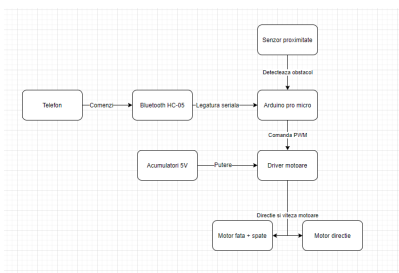 Senzor proximitate
Detecteaza obstacol
Telefon
Comenzi
Bluetooth HC-05
Legatura seriala
Arduino pro micro
Comanda PWM
Acumulatori 5V
Putere
Driver motoare
Directie si viteza motoare
Motor fata + spate
Motor directie